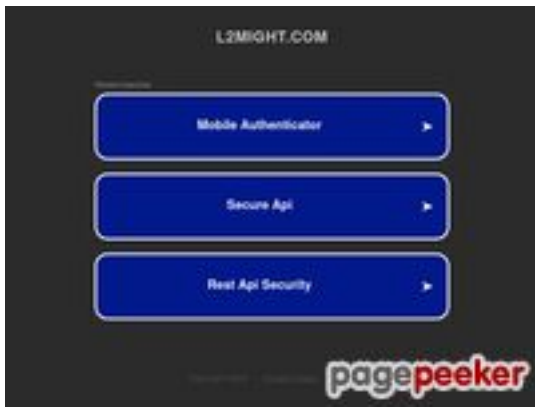 L2MIGHT.COM
Mobile Authenticator
Secure Api
Rest Api Security
pagepeeker